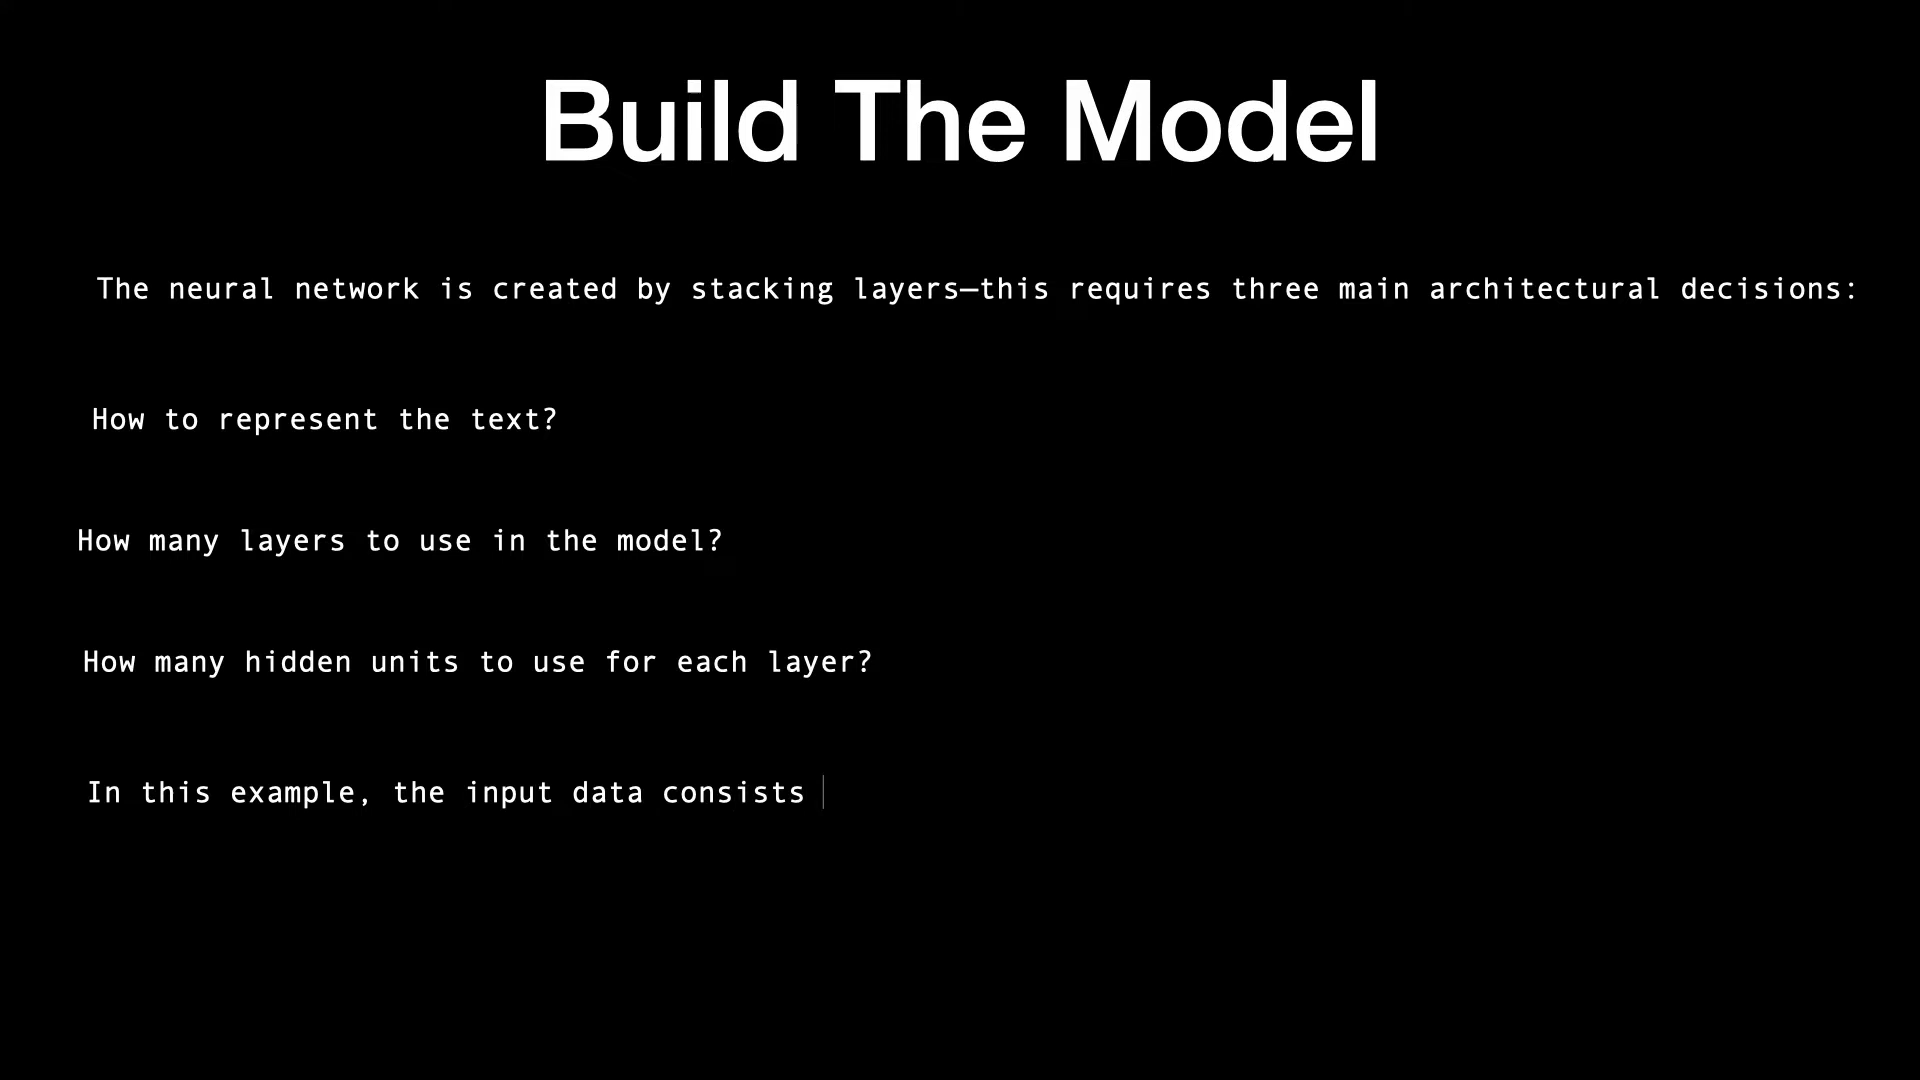 Build The Model
The neural network is created by stacking layers—this requires three main architectural decisions:
How to represent the text?
How many layers to use in the model?
How many hidden units to use for each layer?
In this example, the input data consists